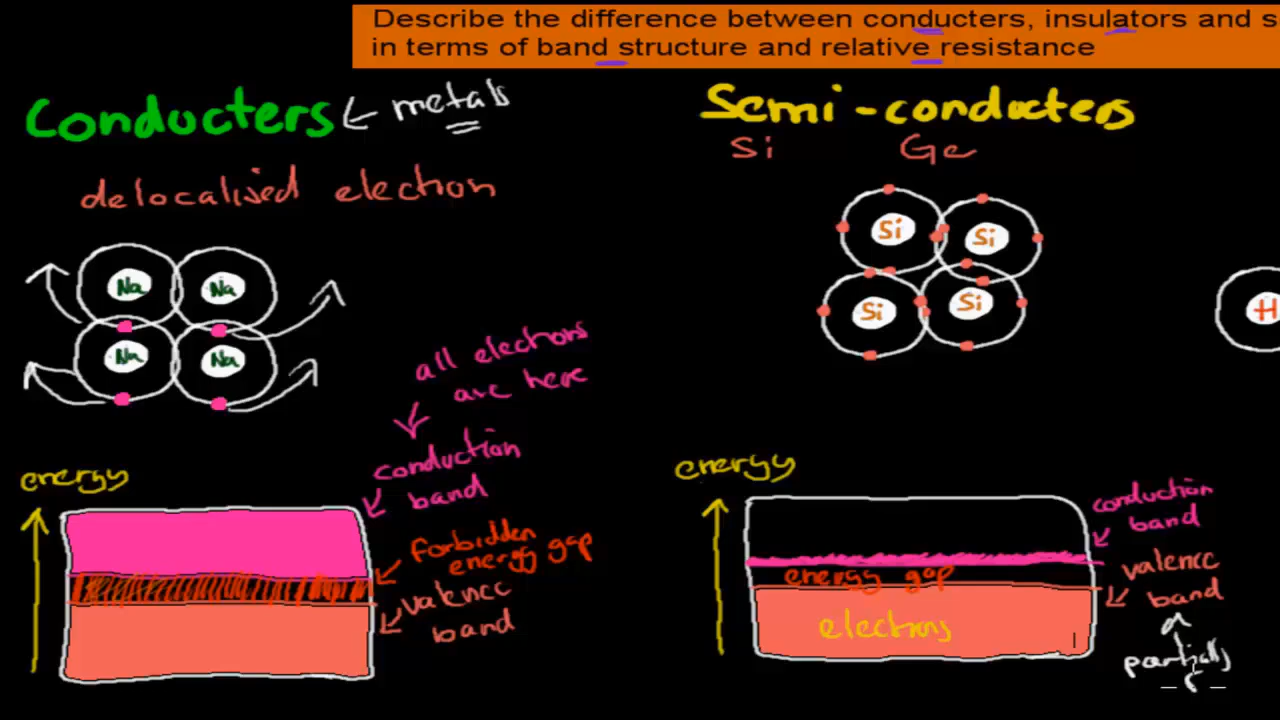 Describe the difference between conducters, insulators and s
in terms of band structure and relative resistance
Conducters ← metals
delocalised electron
Na Na
Na Na
all electrons
are here
energy
conduction
band
forbidden
energy gap
valence
band
Semi-conducters
Si Ge
Si Si
Si Si
H
energy
conduction
band
energy gap
valence
band
electrons
partially